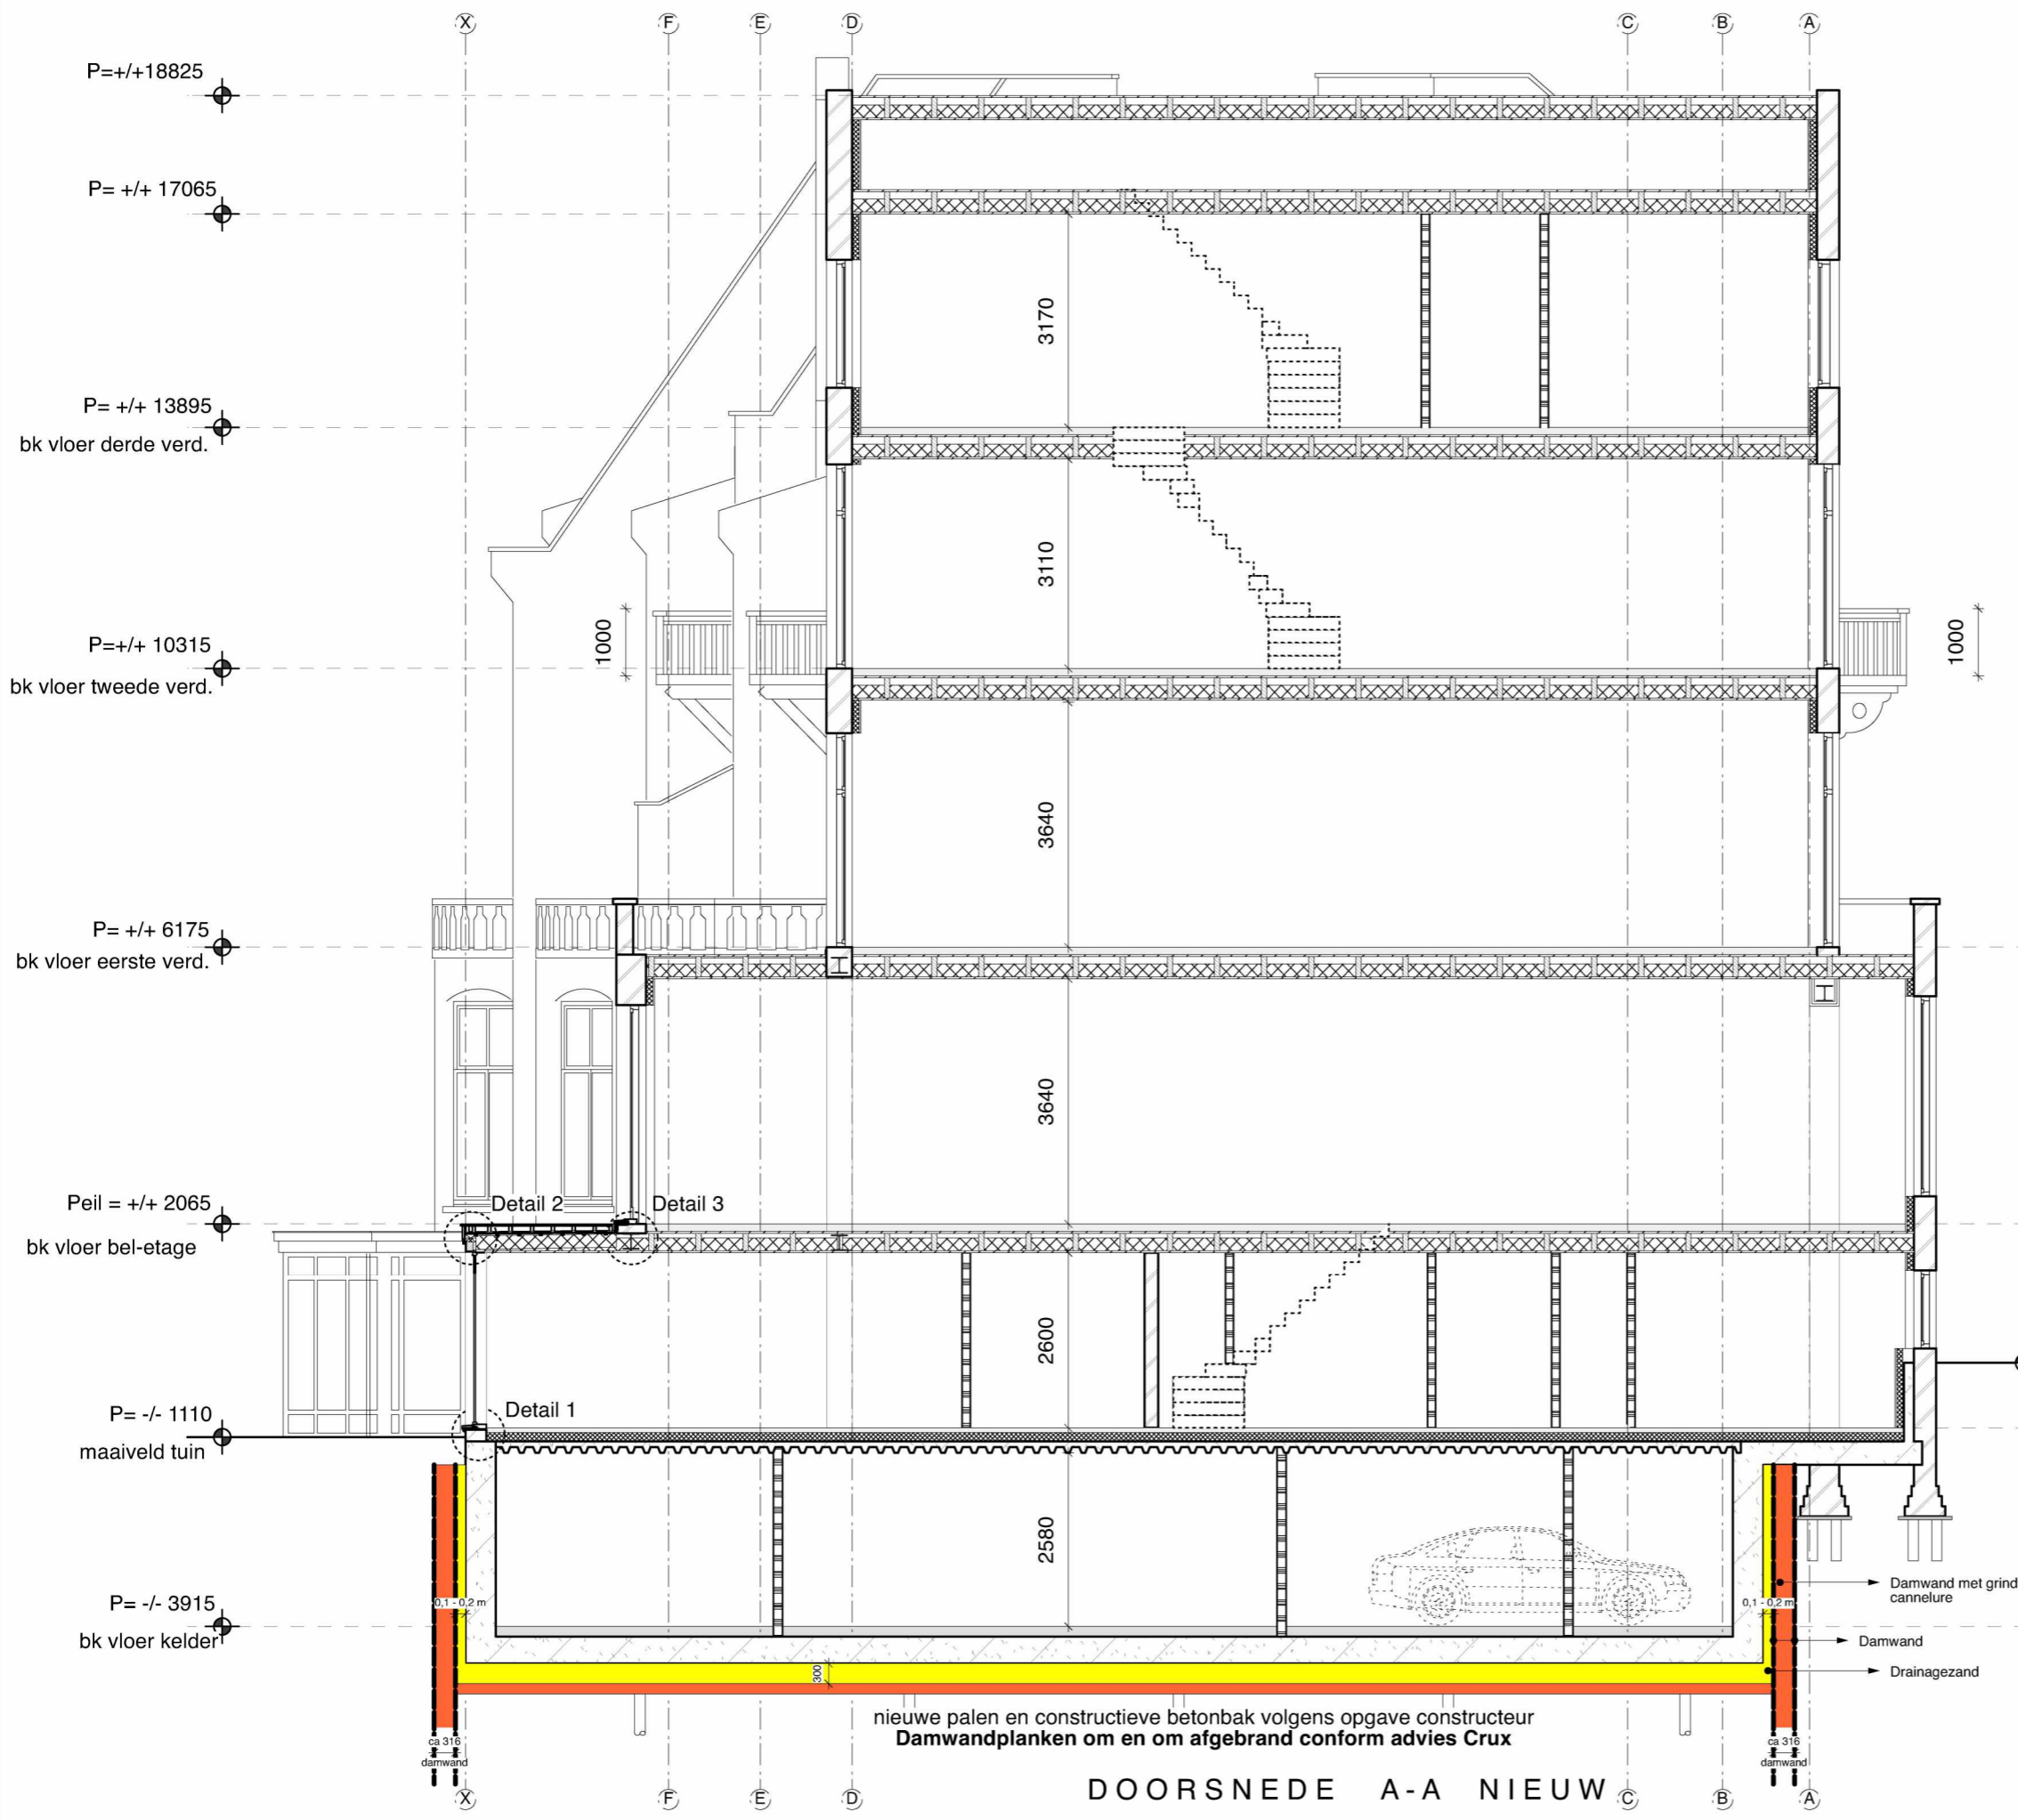 X F E D C B A
P=+/+18825
P= +/+ 17065
3170
P= +/+ 13895
bk vloer derde verd.
3110
1000
1000
P=+/+ 10315
bk vloer tweede verd.
3640
P= +/+ 6175
bk vloer eerste verd.
3640
Peil = +/+ 2065
Detail 2
Detail 3
bk vloer bel-etage
2600
P= -/- 1110
Detail 1
maaiveld tuin
2580
P= -/- 3915
0,1 - 0,2 m
0,1 - 0,2 m
Damwand met grind
cannelure
bk vloer kelder
Damwand
Drainagezand
300
nieuwe palen en constructieve betonbak volgens opgave constructeur
Damwandplanken om en om afgebrand conform advies Crux
ca 316
damwand
ca 316
damwand
DOORSNEDE A-A NIEUW
X F E D C B A